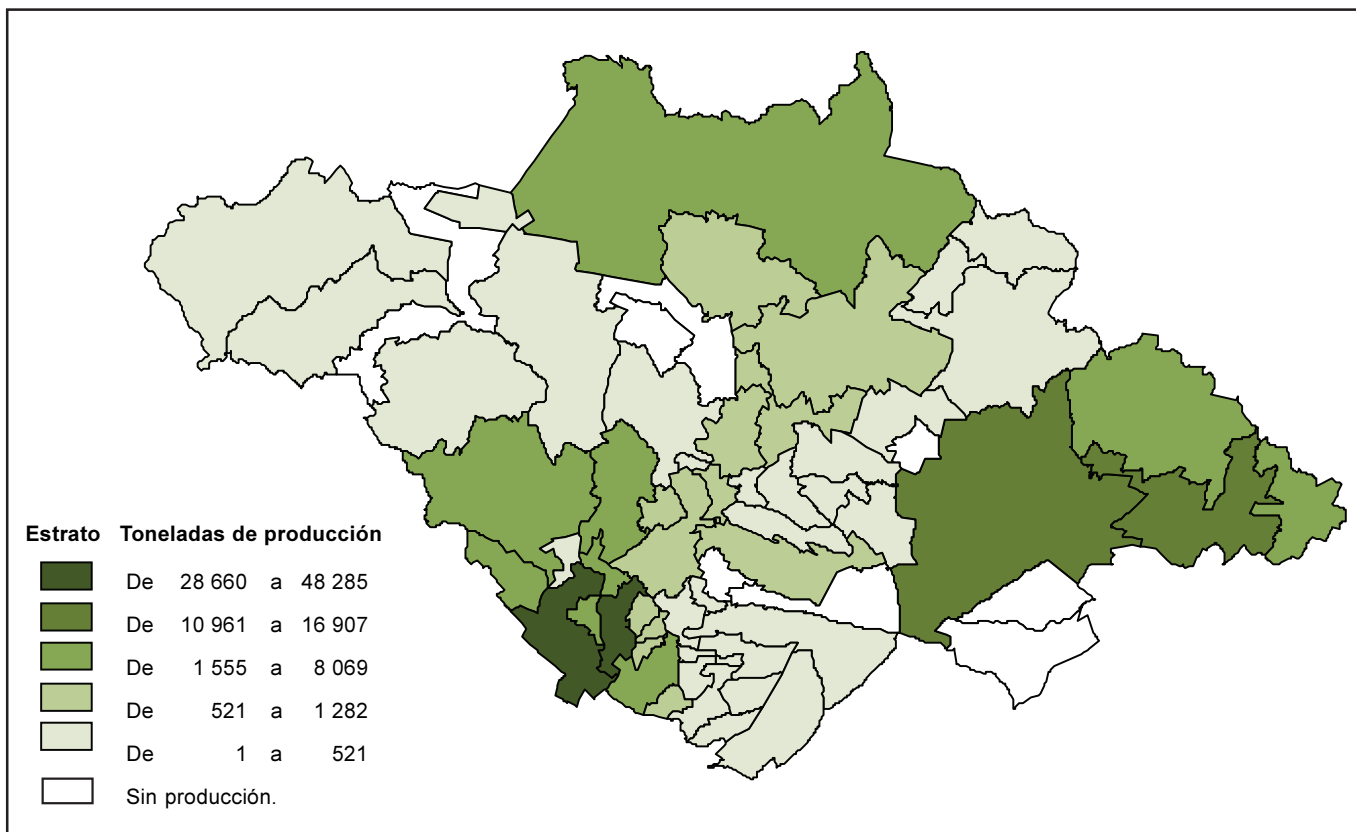 Estrato Toneladas de producción
De 28 660 a 48 285
De 10 961 a 16 907
De 1 555 a 8 069
De 521 a 1 282
De 1 a 521
Sin producción.